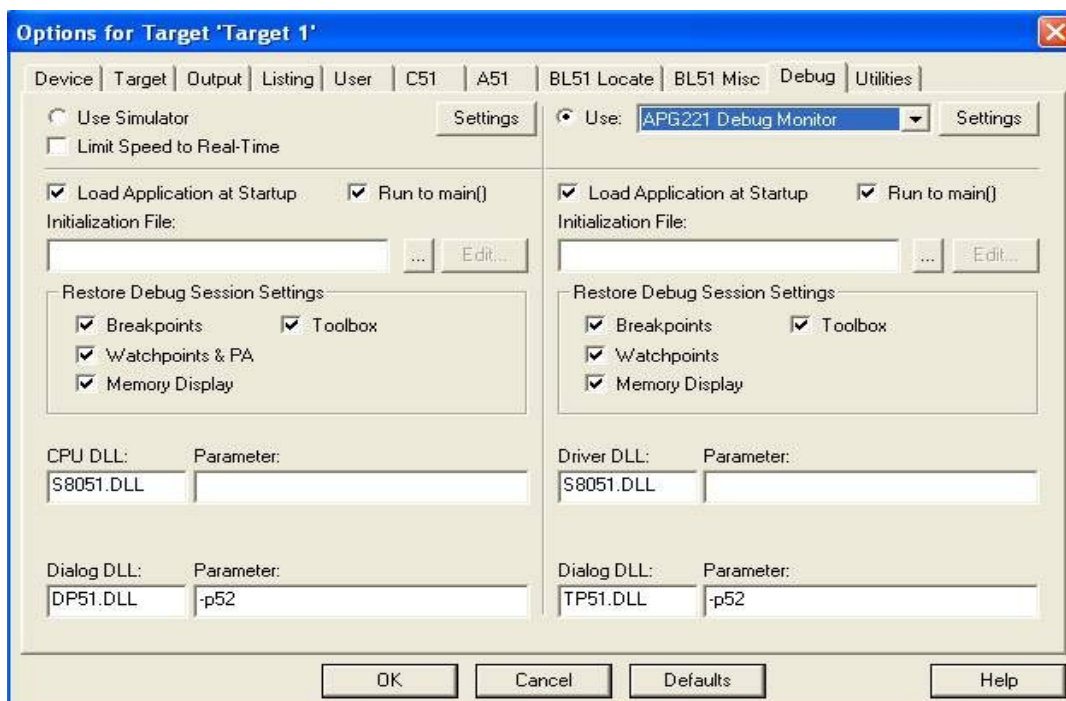 Options for Target 'Target 1'
Device Target Output Listing User C51 A51 BL51 Locate BL51 Misc Debug Utilities
Use Simulator Settings
Limit Speed to Real-Time
Use: APG221 Debug Monitor Settings
Load Application at Startup Run to main()
Initialization File:
... Edit...
Load Application at Startup Run to main()
Initialization File:
... Edit...
Restore Debug Session Settings
Breakpoints Toolbox
Watchpoints & PA
Memory Display
Restore Debug Session Settings
Breakpoints Toolbox
Watchpoints
Memory Display
CPU DLL: Parameter:
S8051.DLL
Driver DLL: Parameter:
S8051.DLL
Dialog DLL: Parameter:
DP51.DLL -p52
Dialog DLL: Parameter:
TP51.DLL -p52
OK Cancel Defaults Help